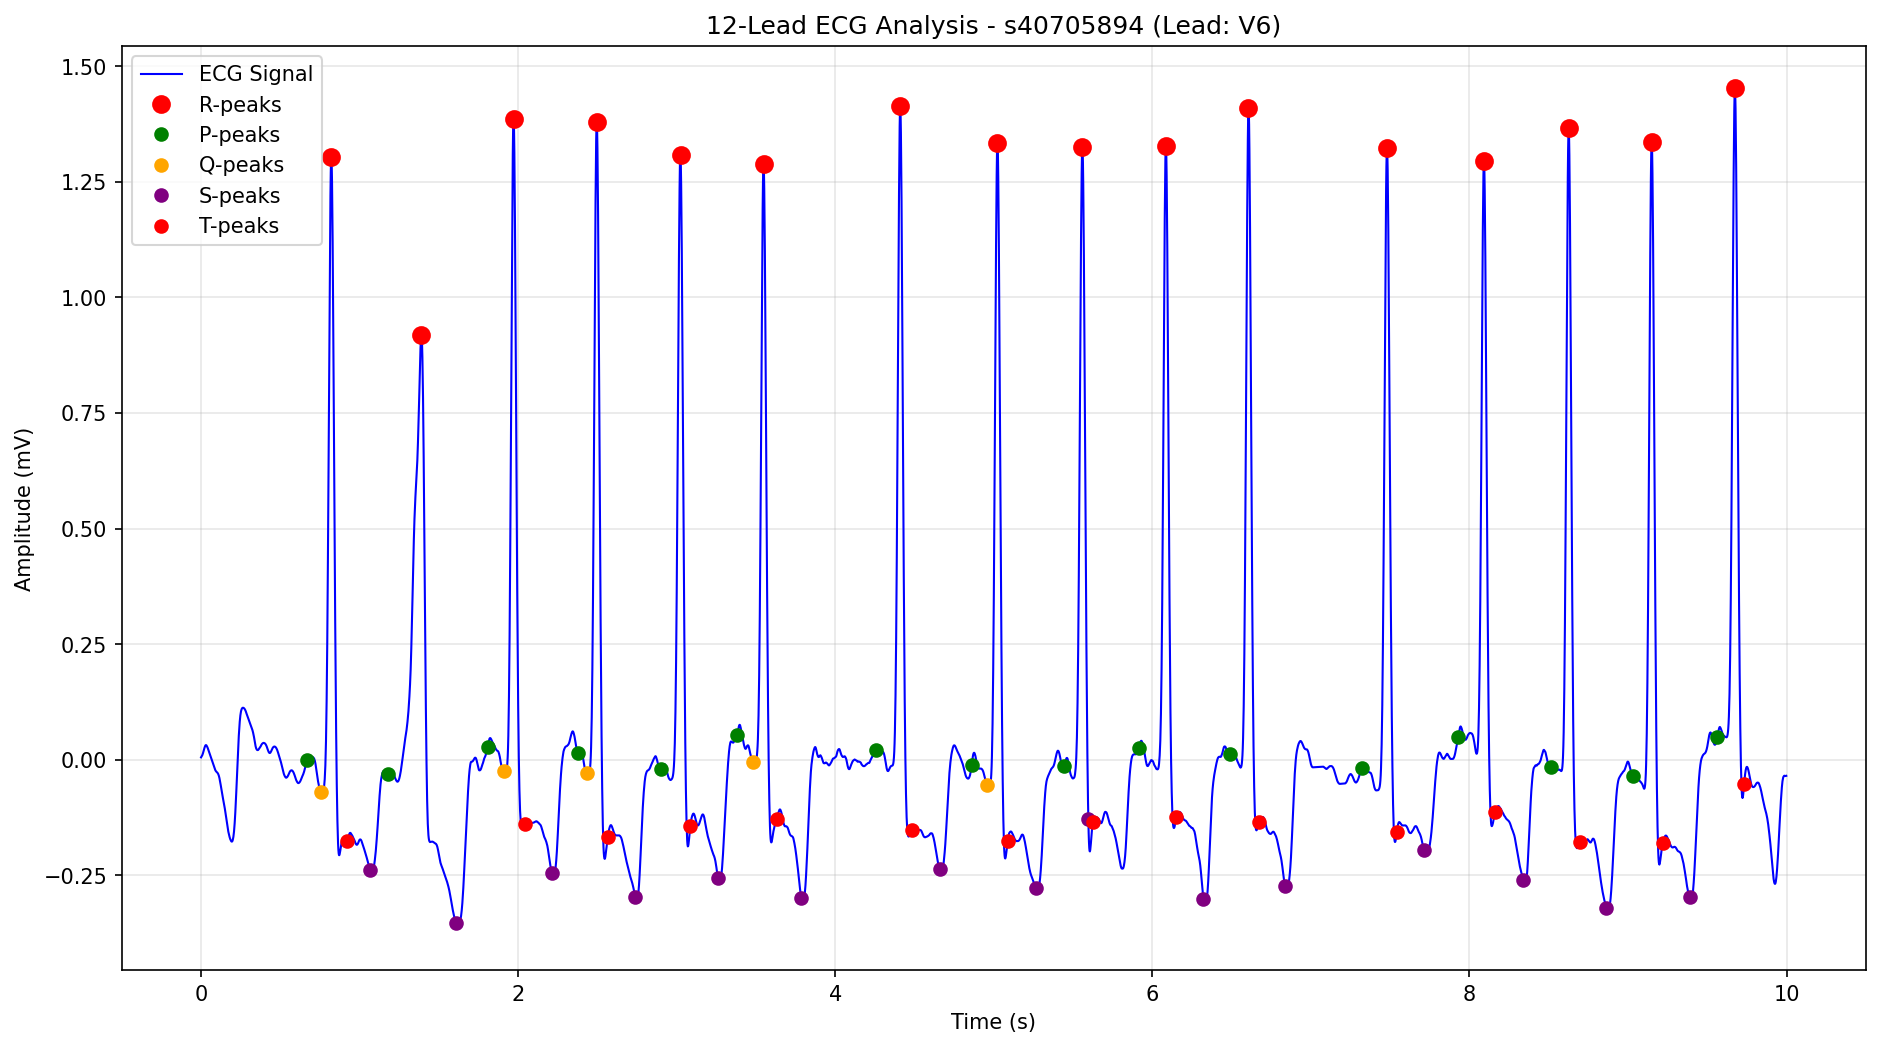 12-Lead ECG Analysis - s40705894 (Lead: V6)
ECG Signal
R-peaks
P-peaks
Q-peaks
S-peaks
T-peaks
1.50
1.25
1.00
0.75
0.50
0.25
0.00
−0.25
Amplitude (mV)
0 2 4 6 8 10
Time (s)